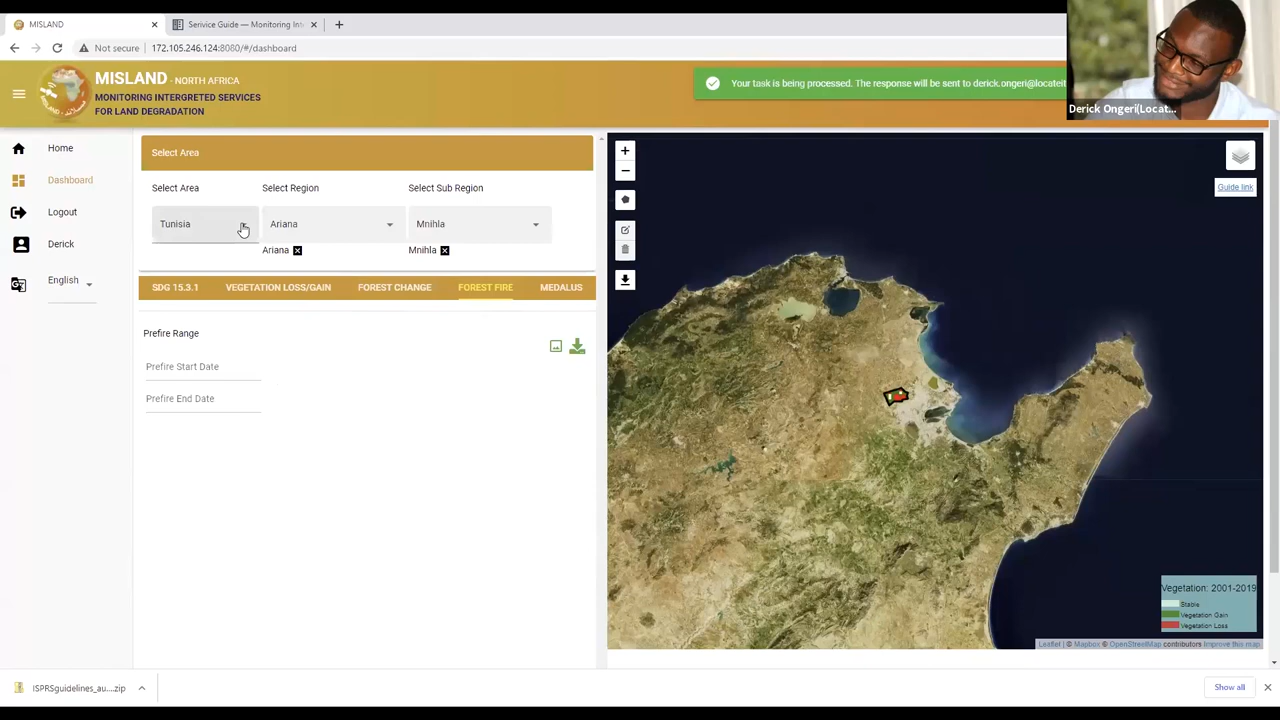 MISLAND
Serivice Guide — Monitoring Int
Not secure
172.105.246.124:8080/#/dashboard
MISLAND - NORTH AFRICA
MONITORING INTERGRETED SERVICES
FOR LAND DEGRADATION
Your task is being processed. The response will be sent to derick.ongeri@locateit
Derick Ongeri(Locat...
Home
Dashboard
Logout
Derick
English
Select Area
Select Area
Select Region
Select Sub Region
Tunisia
Ariana
Mnihla
Ariana
Mnihla
SDG 15.3.1
VEGETATION LOSS/GAIN
FOREST CHANGE
FOREST FIRE
MEDALUS
Prefire Range
Prefire Start Date
Prefire End Date
Guide link
Vegetation: 2001-2019
Stable
Vegetation Gain
Vegetation Loss
Leaflet | © Mapbox © OpenStreetMap contributors Improve this map
ISPRSguidelines_au....zip
Show all